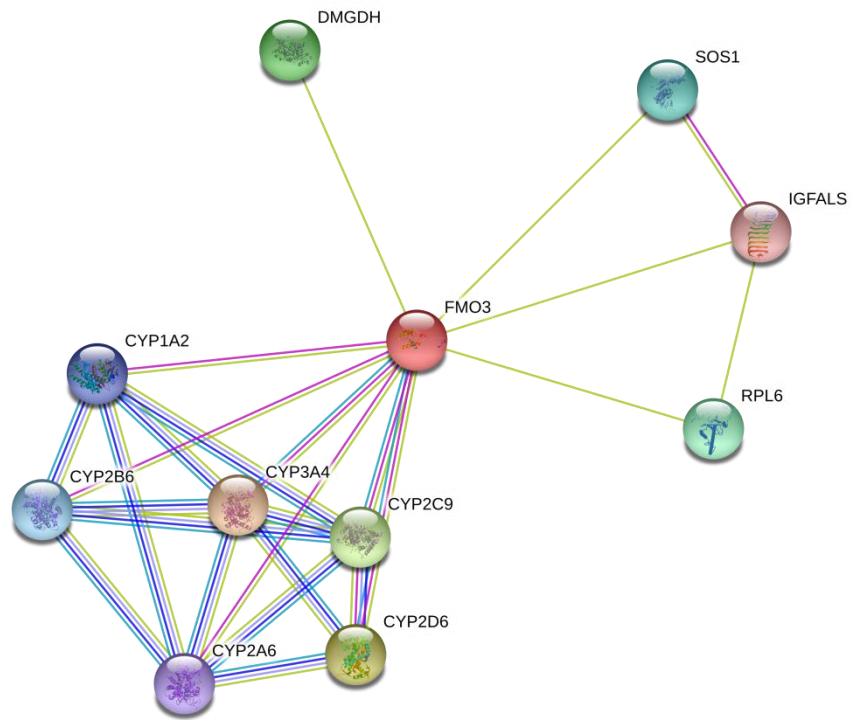 DMGDH
SOS1
IGFALS
FMO3
CYP1A2
RPL6
CYP2B6
CYP3A4
CYP2C9
CYP2D6
CYP2A6